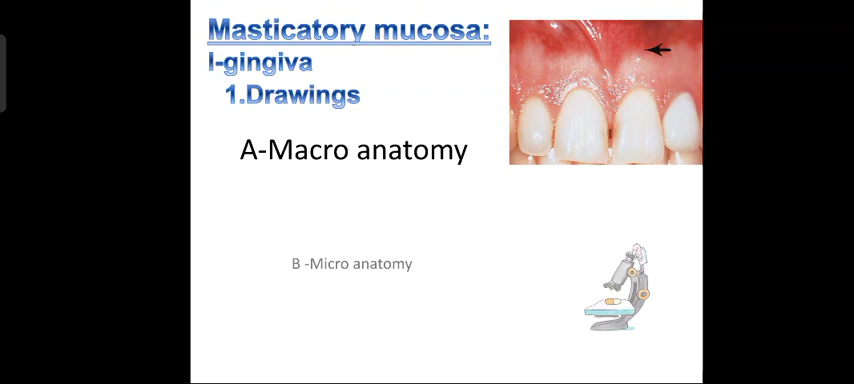 Masticatory mucosa:
I-gingiva
1.Drawings
A-Macro anatomy
B -Micro anatomy